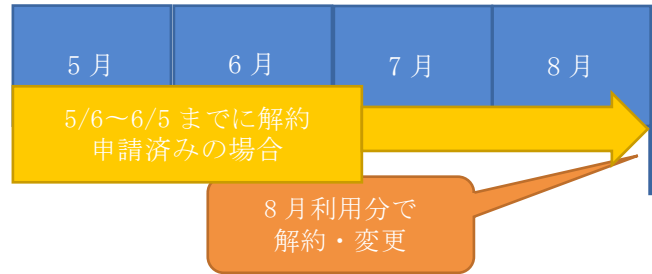 5月 6月 7月 8月
5/6～6/5までに解約
申請済みの場合
8月利用分で
解約・変更